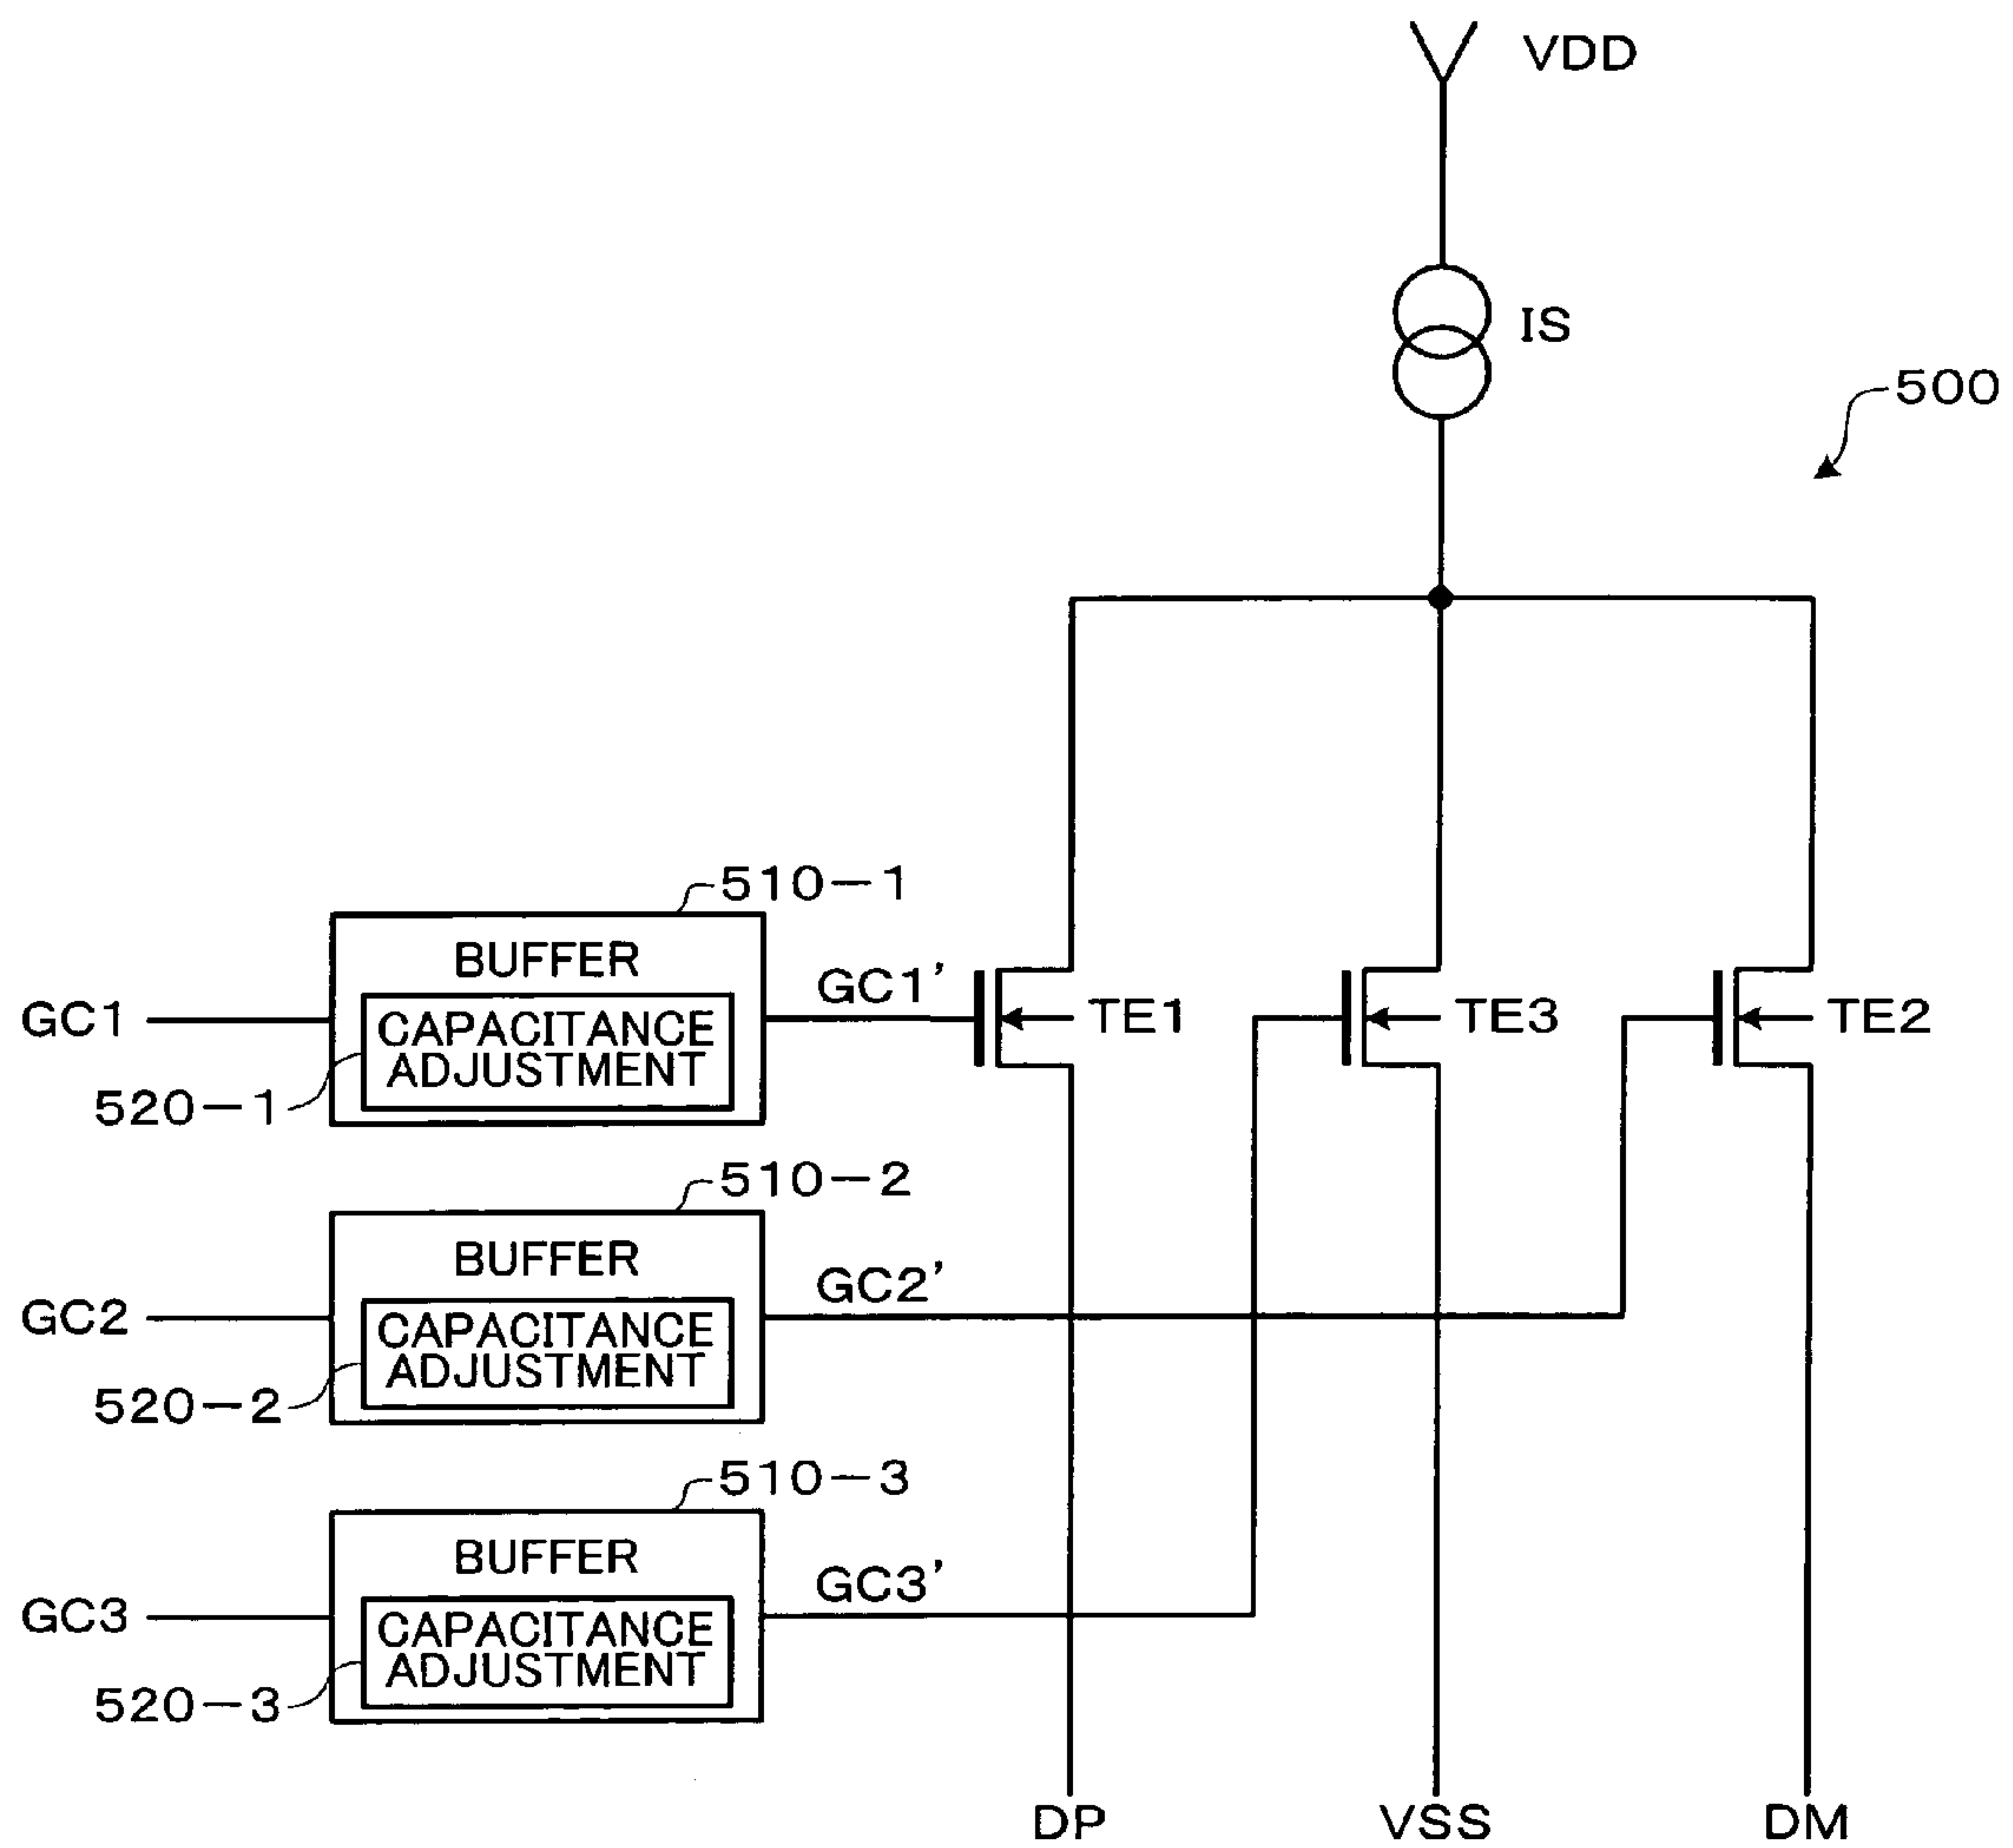 VDD
IS
500
510-1
BUFFER
GC1'
GC1
CAPACITANCE
ADJUSTMENT
TE1
TE3
TE2
520-1
510-2
BUFFER
GC2'
GC2
CAPACITANCE
ADJUSTMENT
520-2
510-3
BUFFER
GC3'
GC3
CAPACITANCE
ADJUSTMENT
520-3
DP
VSS
DM